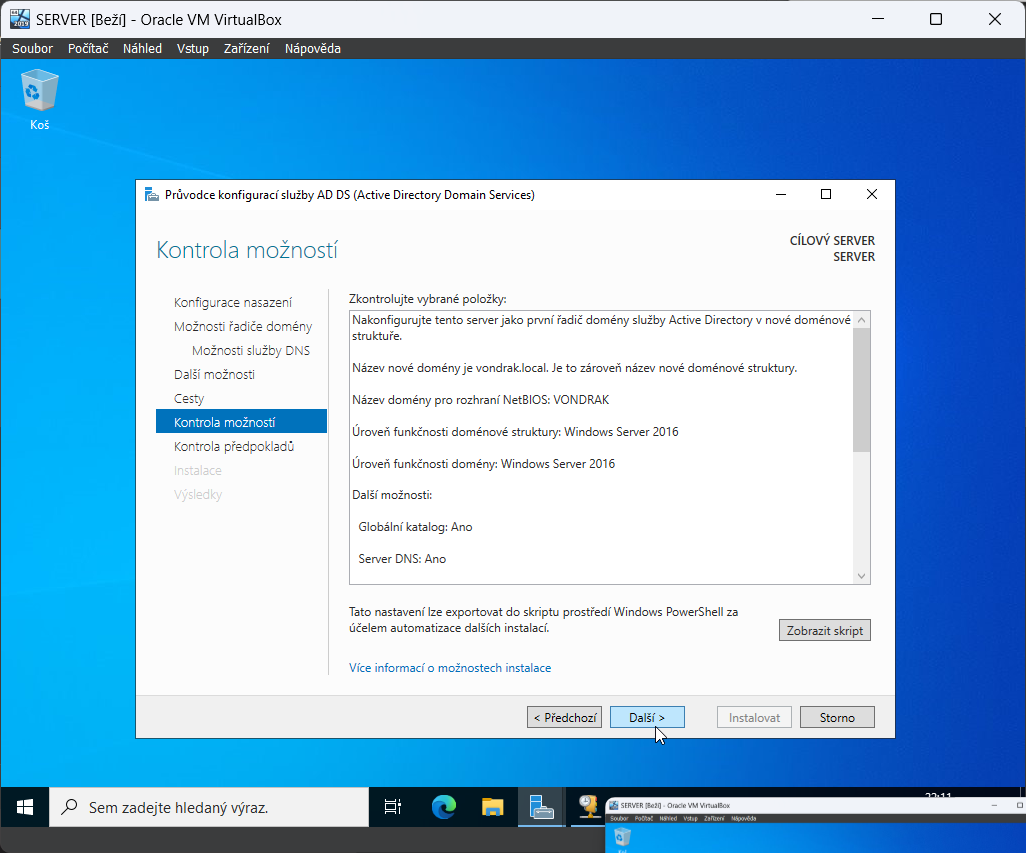 SERVER [Beží] - Oracle VM VirtualBox
Soubor Počítač Náhled Vstup Zařízení Nápověda
Koš
Průvodce konfigurací služby AD DS (Active Directory Domain Services)
Kontrola možností
CÍLOVÝ SERVER
SERVER
Konfigurace nasazení
Možnosti řadiče domény
Možnosti služby DNS
Další možnosti
Cesty
Kontrola možností
Kontrola předpokladů
Instalace
Výsledky
Zkontrolujte vybrané položky:
Nakonfigurujte tento server jako první řadič domény služby Active Directory v nové doménové
struktuře.
Název nové domény je vondrak.local. Je to zároveň název nové doménové struktury.
Název domény pro rozhraní NetBIOS: VONDRAK
Úroveň funkčnosti doménové struktury: Windows Server 2016
Úroveň funkčnosti domény: Windows Server 2016
Další možnosti:
Globální katalog: Ano
Server DNS: Ano
Tato nastavení lze exportovat do skriptu prostředí Windows PowerShell za
účelem automatizace dalších instalací.
Zobrazit skript
Více informací o možnostech instalace
< Předchozí
Další >
Instalovat
Storno
Sem zadejte hledaný výraz.
SERVER [Beží] - Oracle VM VirtualBox
Soubor Počítač Náhled Vstup Zařízení Nápověda